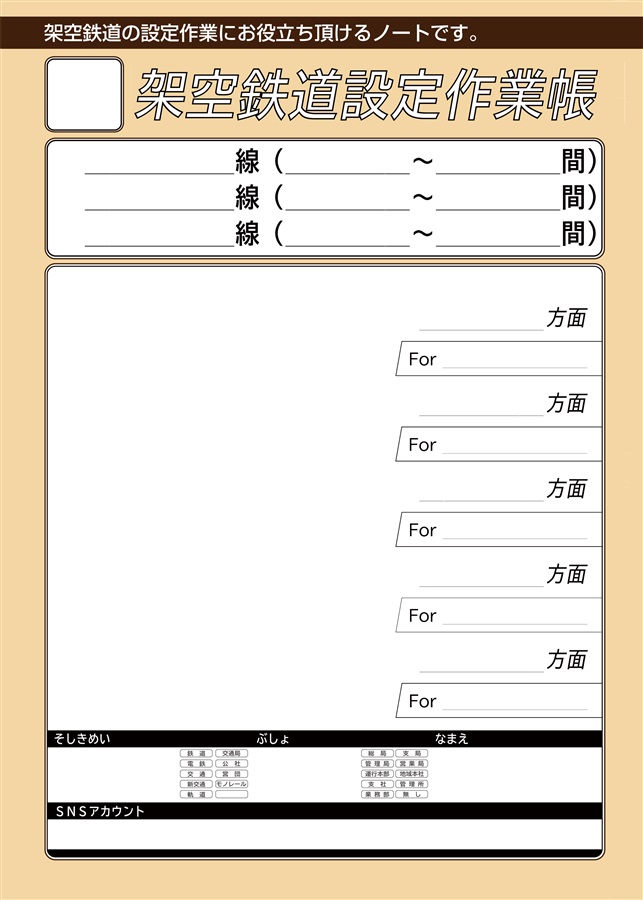 架空鉄道の設定作業にお役立ち頂けるノートです。
架空鉄道設定作業帳
線（ ～ 間）
線（ ～ 間）
線（ ～ 間）
方面
For
方面
For
方面
For
方面
For
方面
For
そしきめい ぶしょ なまえ
鉄道 交通局 総局 支局
電鉄 公社 管理局 営業局
交通 営団 運行本部 地域本社
新交通 モノレール 支社 管理所
軌道 業務部 無し
ＳＮＳアカウント